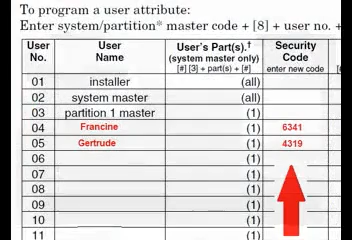 To program a user attribute:
Enter system/partition* master code + [8] + user no. +
User No. User Name User's Part(s).† (system master only) [#] [3] + part(s) + [#] Security Code enter new code
01 installer (all)
02 system master (all)
03 partition 1 master (1)
04 Francine (1) 6341
05 Gertrude (1) 4319
06 (1)
07 (1)
08 (1)
09 (1)
10 (1)
11 (1)